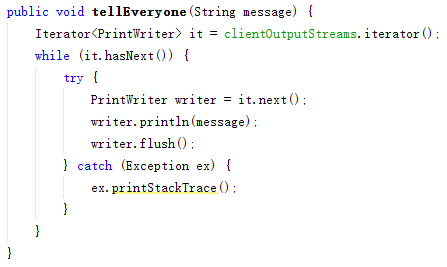 public void tellEveryone(String message) {
    Iterator<PrintWriter> it = clientOutputStreams.iterator();
    while (it.hasNext()) {
        try {
            PrintWriter writer = it.next();
            writer.println(message);
            writer.flush();
        } catch (Exception ex) {
            ex.printStackTrace();
        }
    }
}